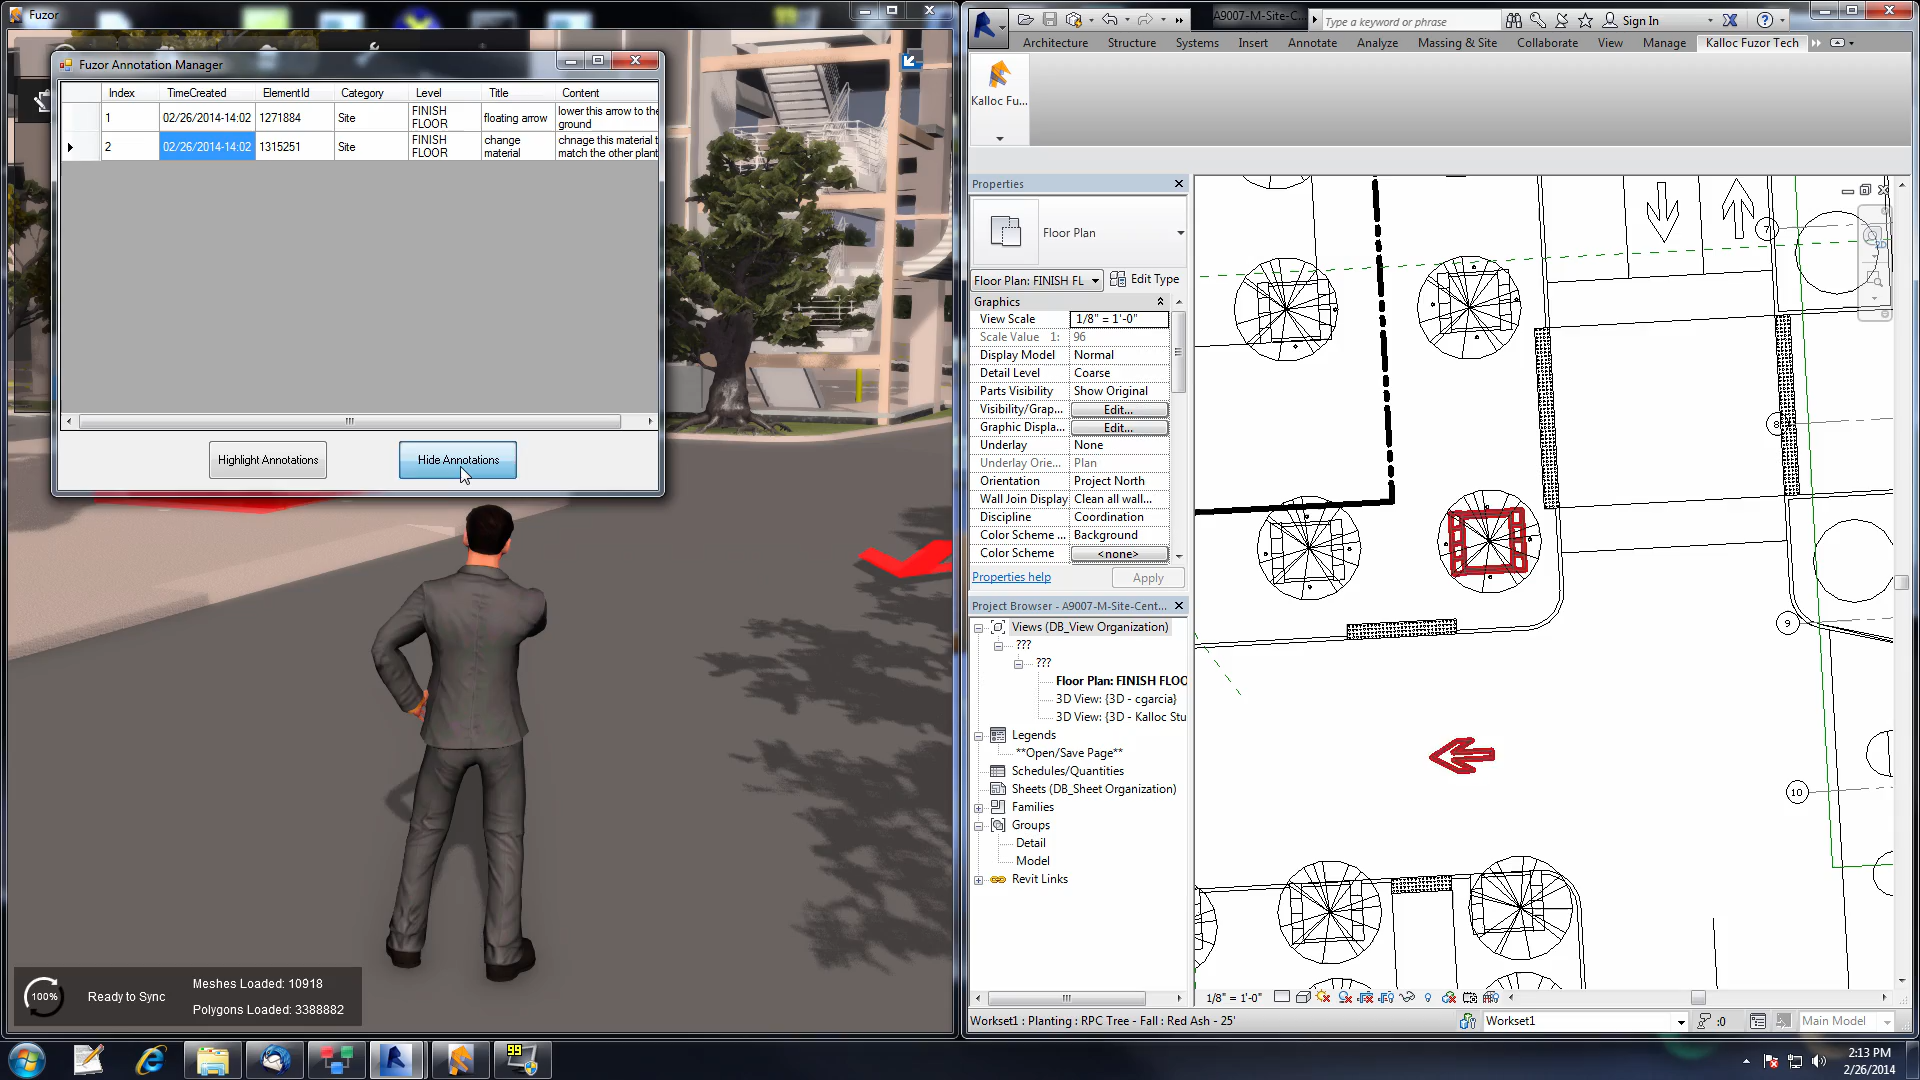 Fuzor
Fuzor Annotation Manager
Index TimeCreated ElementId Category Level Title Content
1 02/26/2014-14:02 1271884 Site FINISH FLOOR floating arrow lower this arrow to the ground
2 02/26/2014-14:02 1315251 Site FINISH FLOOR change material chnage this material t match the other plant
Highlight Annotations Hide Annotations
100% Ready to Sync
Meshes Loaded: 10918
Polygons Loaded: 3388882
A9007-M-Site-C... Type a keyword or phrase Sign In
Architecture Structure Systems Insert Annotate Analyze Massing & Site Collaborate View Manage Kalloc Fuzor Tech
Kalloc Fu...
Properties
Floor Plan
Floor Plan: FINISH FL Edit Type
Graphics
View Scale 1/8" = 1'-0"
Scale Value 1: 96
Display Model Normal
Detail Level Coarse
Parts Visibility Show Original
Visibility/Grap... Edit...
Graphic Displa... Edit...
Underlay None
Underlay Orie... Plan
Orientation Project North
Wall Join Display Clean all wall...
Discipline Coordination
Color Scheme ... Background
Color Scheme <none>
Properties help Apply
Project Browser - A9007-M-Site-Cent...
Views (DB_View Organization)
???
???
Floor Plan: FINISH FLOO
3D View: {3D - cgarcia}
3D View: {3D - Kalloc Stu
Legends
**Open/Save Page**
Schedules/Quantities
Sheets (DB_Sheet Organization)
Families
Groups
Detail
Model
Revit Links
7
8
9
10
1/8" = 1'-0"
Workset1 : Planting : RPC Tree - Fall : Red Ash - 25'
Workset1 :0 Main Model
99
2:13 PM
2/26/2014